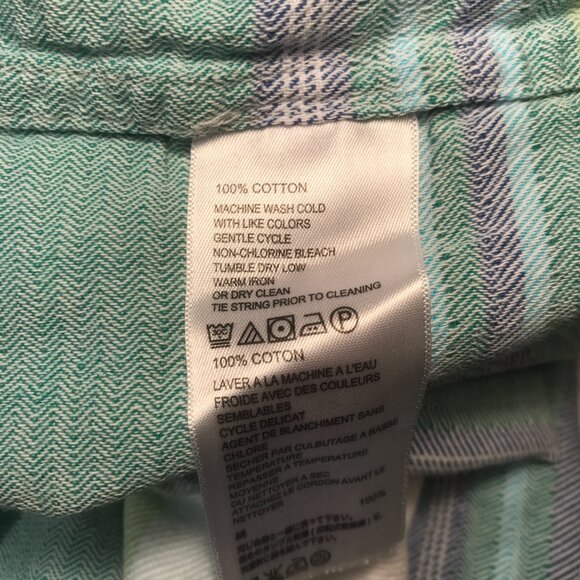 100% COTTON
MACHINE WASH COLD
WITH LIKE COLORS
GENTLE CYCLE
NON-CHLORINE BLEACH
TUMBLE DRY LOW
WARM IRON
OR DRY CLEAN
TIE STRING PRIOR TO CLEANING
100% COTON
LAVER A LA MACHINE A L'EAU
FROIDE AVEC DES COULEURS
SEMBLABLES
CYCLE DELICAT
AGENT DE BLANCHIMENT SANS
CHLORE
SECHER PAR CULBUTAGE A BASSE
TEMPERATURE
REPASSER A TEMPERATURE
MOYENNE
OU NETTOYER A SEC
ATTACHEZ LE CORDON AVANT LE
NETTOYER
100%